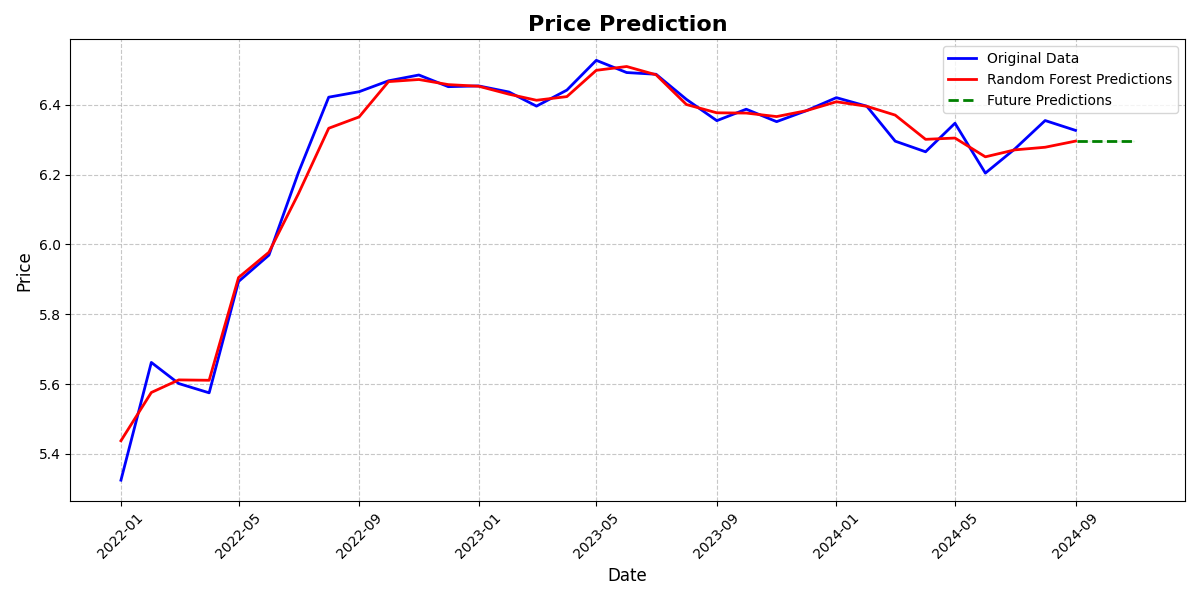 Price Prediction
Original Data
Random Forest Predictions
Future Predictions
Price
6.4
6.2
6.0
5.8
5.6
5.4
2022-01
2022-05
2022-09
2023-01
2023-05
2023-09
2024-01
2024-05
2024-09
Date